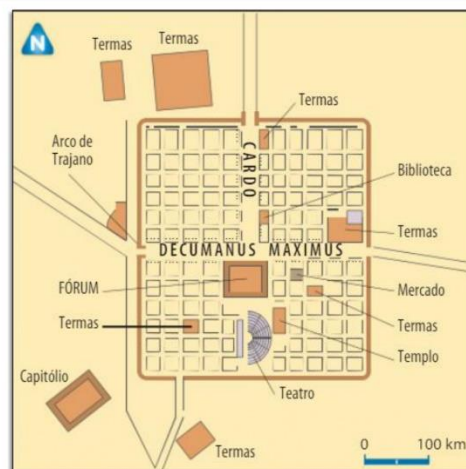 N
Termas
Termas
Termas
Arco de
Trajano
CARDO
Biblioteca
Termas
DECUMANUS MAXIMUS
FÓRUM
Mercado
Termas
Termas
Templo
Teatro
Capitólio
Termas
0 100 km